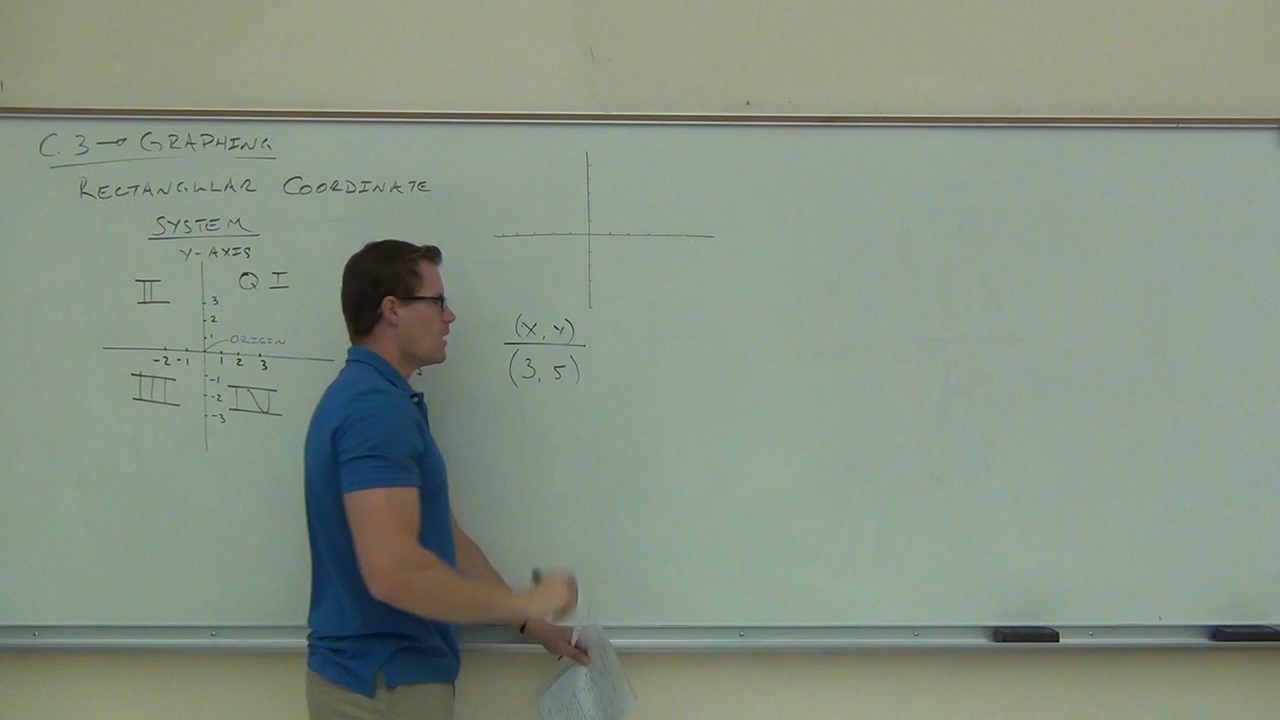 C.3 → GRAPHING
RECTANGULAR COORDINATE
SYSTEM
Y-AXIS
II Q I
3
2
1 ORIGIN
-2 -1 1 2 3
-1
III -2 IV
-3
(X, Y)
(3, 5)